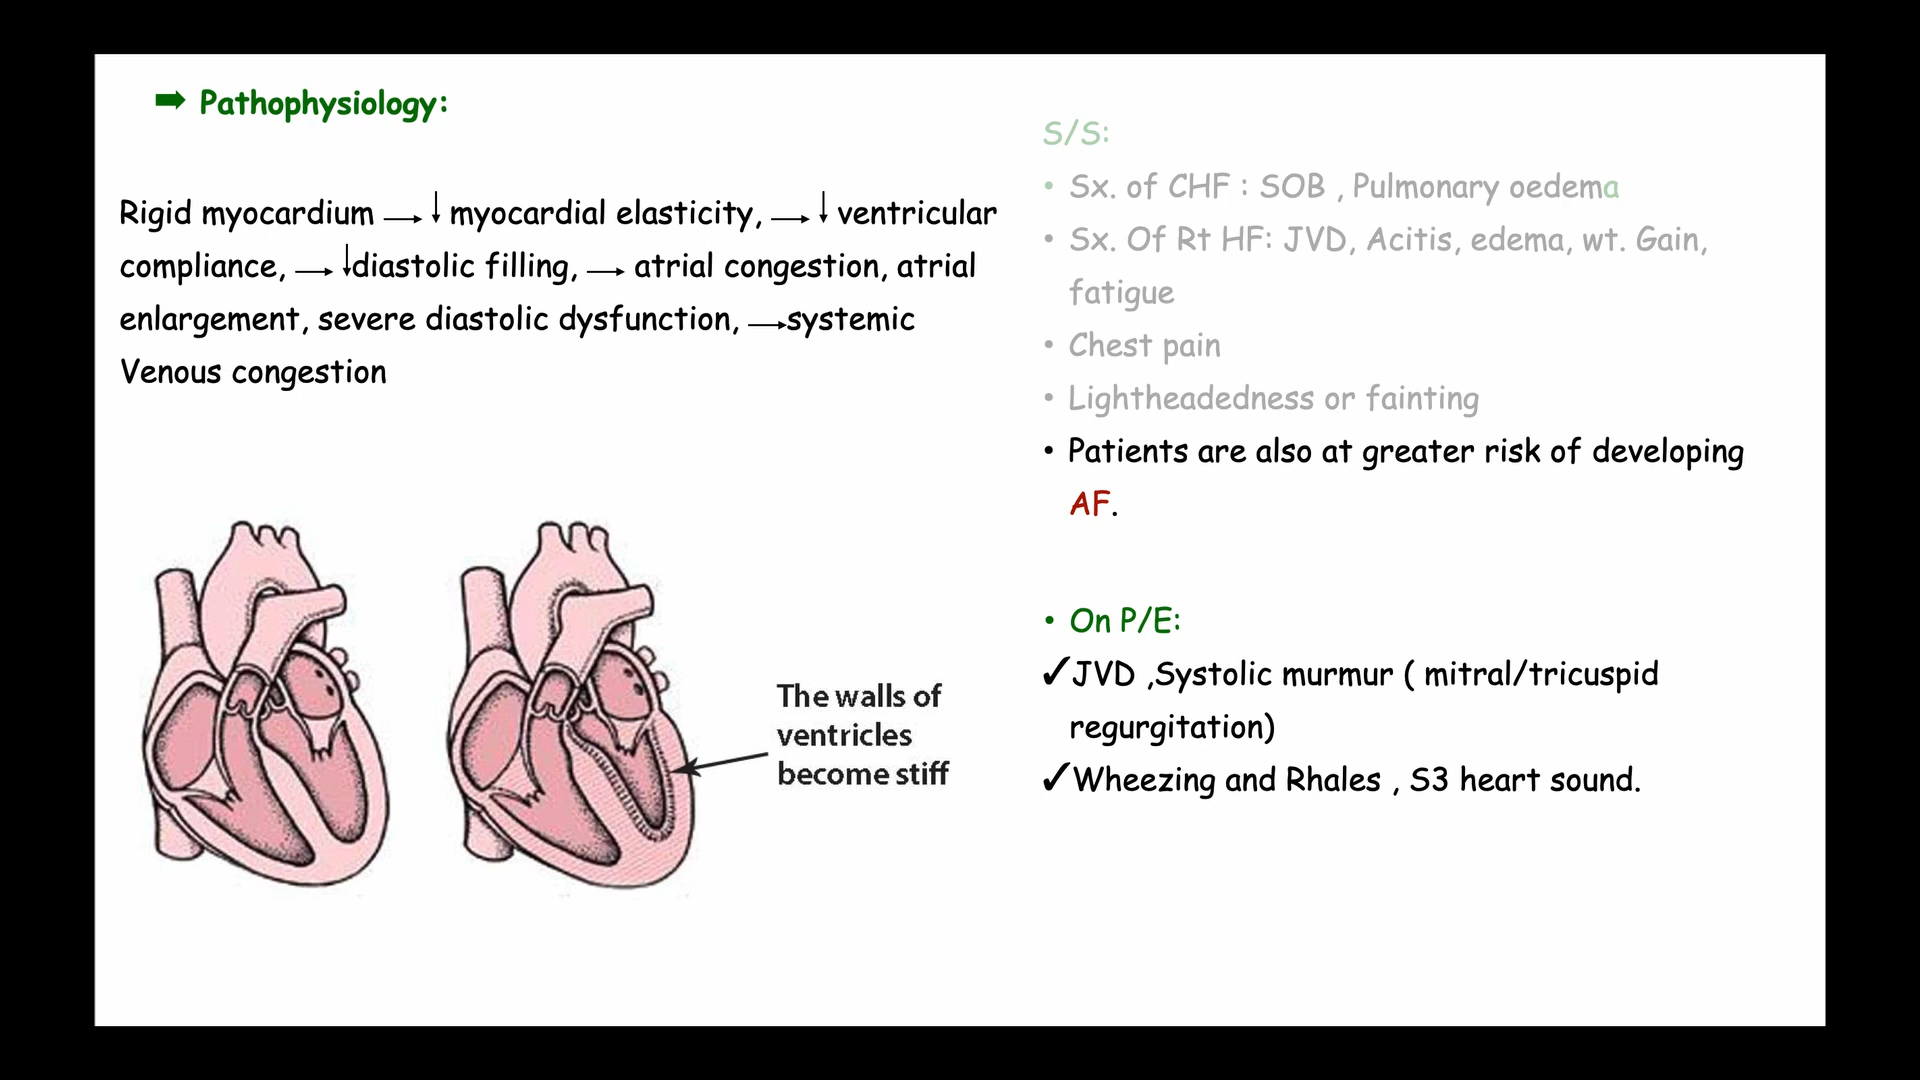 ➡ Pathophysiology:
Rigid myocardium → ↓ myocardial elasticity, → ↓ ventricular
compliance, → ↓diastolic filling, → atrial congestion, atrial
enlargement, severe diastolic dysfunction, →systemic
Venous congestion
The walls of
ventricles
become stiff
S/S:
• Sx. of CHF : SOB , Pulmonary oedema
• Sx. Of Rt HF: JVD, Acitis, edema, wt. Gain,
fatigue
• Chest pain
• Lightheadedness or fainting
• Patients are also at greater risk of developing
AF.
• On P/E:
✓JVD ,Systolic murmur ( mitral/tricuspid
regurgitation)
✓Wheezing and Rhales , S3 heart sound.